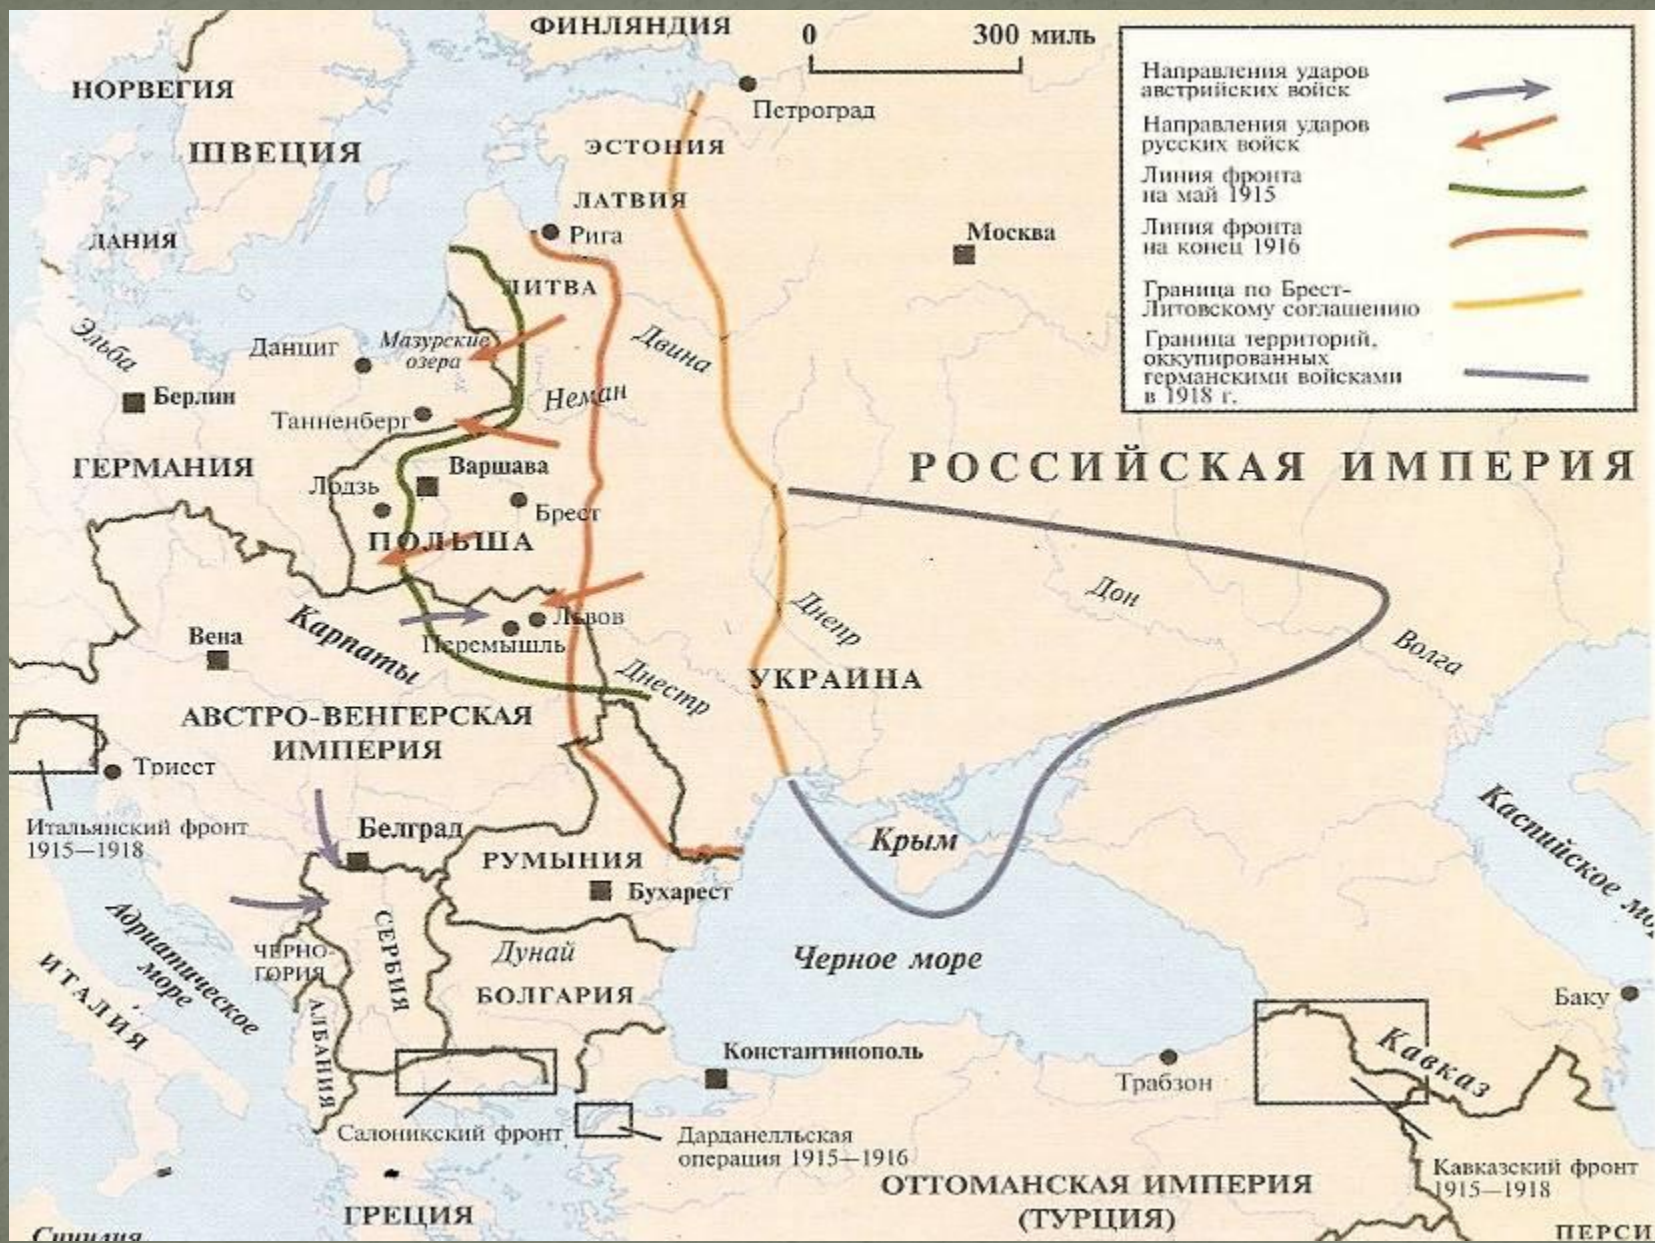 ФИНЛЯНДИЯ
0
300 миль
НОРВЕГИЯ
Петроград
ШВЕЦИЯ
ЭСТОНИЯ
ЛАТВИЯ
Рига
Москва
ДАНИЯ
ЛИТВА
Эльба
Данциг
Мазурские
озера
Двина
Берлин
Неман
Танненберг
ГЕРМАНИЯ
Варшава
Лодзь
Брест
ПОЛЬША
РОССИЙСКАЯ ИМПЕРИЯ
Направления ударов
австрийских войск
Направления ударов
русских войск
Линия фронта
на май 1915
Линия фронта
на конец 1916
Граница по Брест-
Литовскому соглашению
Граница территорий,
оккупированных
германскими войсками
в 1918 г.
Дон
Днепр
Волга
Львов
Перемышль
Вена
Карпаты
Днестр
УКРАИНА
АВСТРО-ВЕНГЕРСКАЯ
ИМПЕРИЯ
Триест
Итальянский фронт
1915—1918
Белград
РУМЫНИЯ
Бухарест
Крым
Каспийское мо
Адриатическое
море
ИТАЛИЯ
ЧЕРНО-
ГОРИЯ
СЕРБИЯ
АЛБАНИЯ
Дунай
БОЛГАРИЯ
Черное море
Баку
Константинополь
Трабзон
Кавказ
Салоникский фронт
Дарданелльская
операция 1915—1916
Кавказский фронт
1915—1918
ОТТОМАНСКАЯ ИМПЕРИЯ
(ТУРЦИЯ)
ГРЕЦИЯ
ПЕРСИ